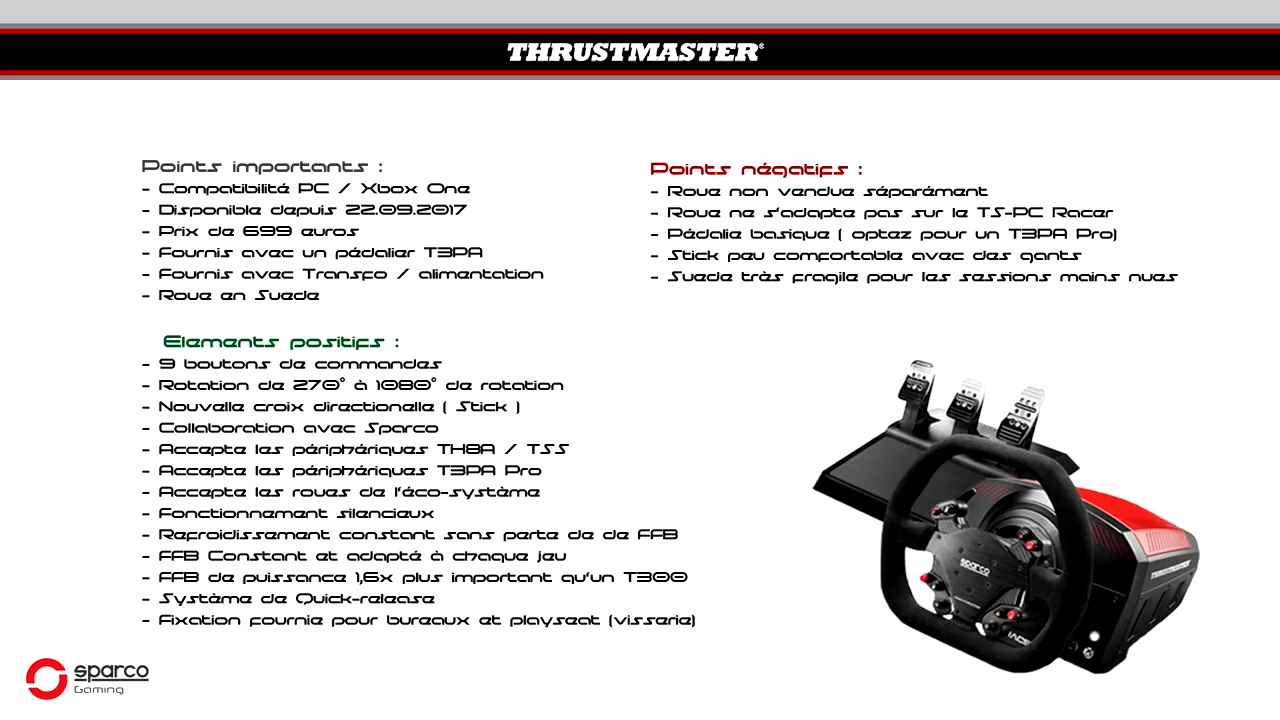 THRUSTMASTER®
Points importants :
- Compatibilité PC / Xbox One
- Disponible depuis 22.09.2017
- Prix de 699 euros
- Fournis avec un pédalier T3PA
- Fournis avec Transfo / alimentation
- Roue en Suede
Points négatifs :
- Roue non vendue séparément
- Roue ne s'adapte pas sur le TS-PC Racer
- Pédalie basique ( optez pour un T3PA Pro)
- Stick peu comfortable avec des gants
- Suede très fragile pour les sessions mains nues
Elements positifs :
- 9 boutons de commandes
- Rotation de 270° à 1080° de rotation
- Nouvelle croix directionelle ( Stick )
- Collaboration avec Sparco
- Accepte les périphériques TH8A / TSS
- Accepte les périphériques T3PA Pro
- Accepte les roues de l'éco-système
- Fonctionnement silencieux
- Refroidissement constant sans perte de de FFB
- FFB Constant et adapté à chaque jeu
- FFB de puissance 1,6x plus important qu'un T300
- Système de Quick-release
- Fixation fournie pour bureaux et playseat (visserie)
sparco
THRUSTMASTER
sparco
Gaming